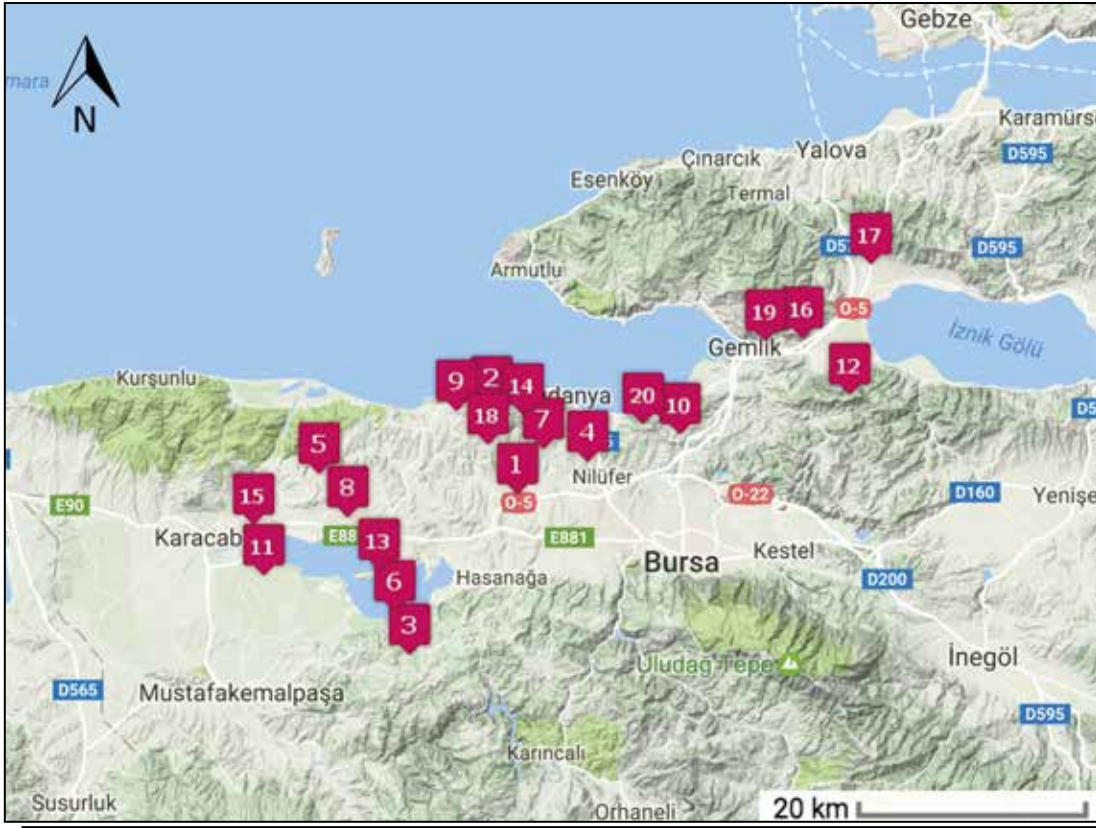 Gebze
mara
N
Karamürs
Çınarcık
Yalova
D595
Esenköy
Termal
17
D57
D595
Armutlu
19
16
O-5
İznik Gölü
Gemlik
12
Kurşunlu
9
2
14
danya
20
10
18
7
4
5
1
Nilüfer
8
15
O-5
O-22
D160
Yenişe
E90
Karacab
E88
13
E881
11
Bursa
Kestel
6
Hasanağa
D200
3
Uludağ Tepe
İnegöl
D565
Mustafakemalpaşa
D595
Karıncalı
Susurluk
Orhaneli
20 km